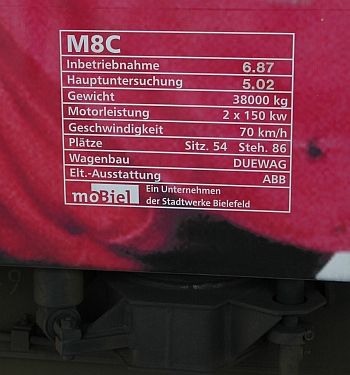 M8C
Inbetriebnahme 6.87
Hauptuntersuchung 5.02
Gewicht 38000 kg
Motorleistung 2 x 150 kw
Geschwindigkeit 70 km/h
Plätze Sitz. 54 Steh. 86
Wagenbau DUEWAG
Elt.-Ausstattung ABB
moBiel Ein Unternehmen
der Stadtwerke Bielefeld